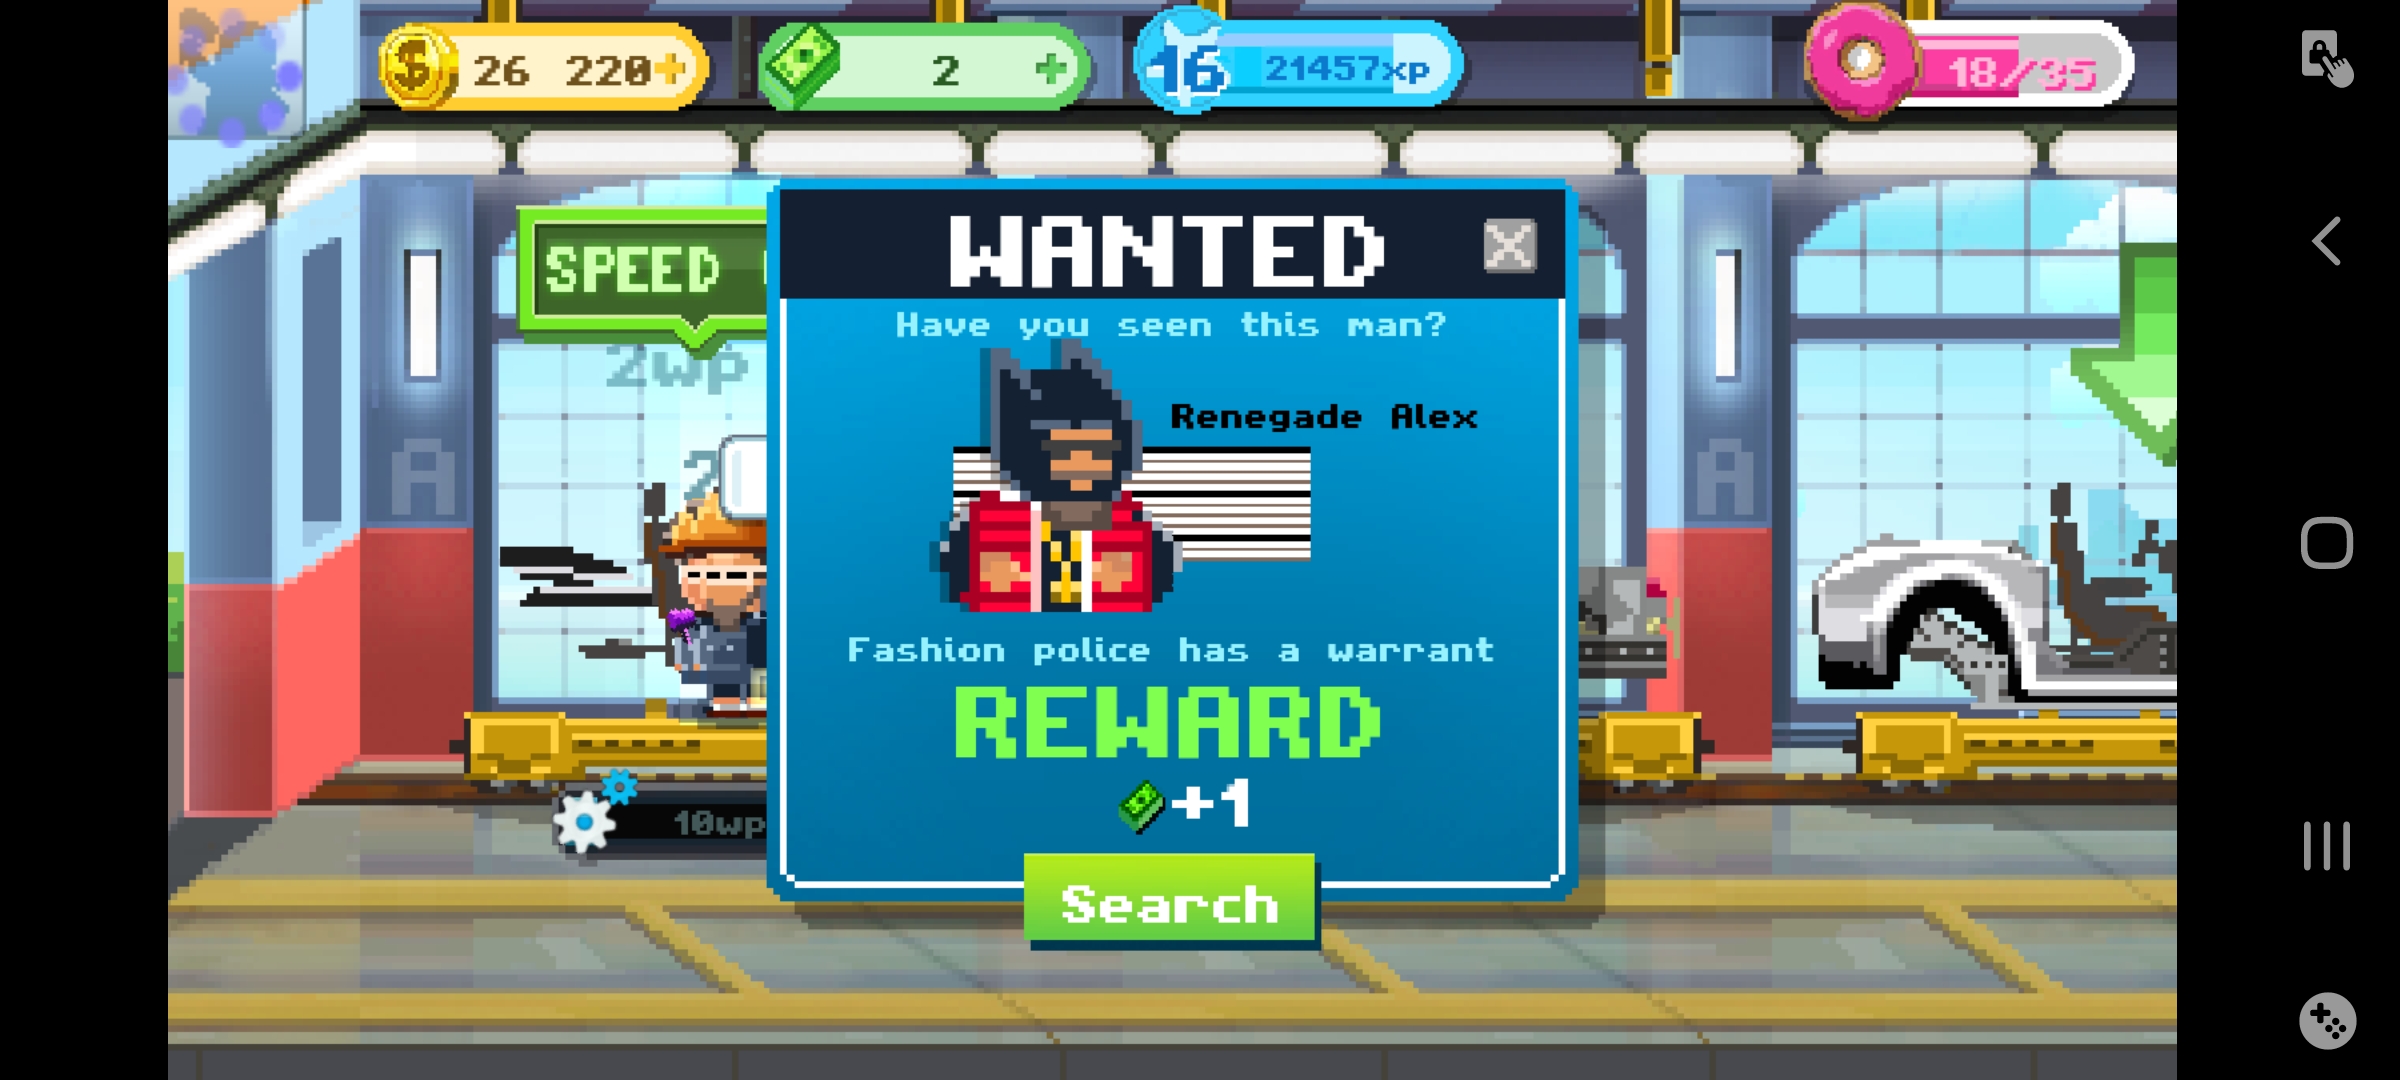 26 220+
2 +
16 21457xp
18/35
WANTED
X
SPEED
Have you seen this man?
2wp
Renegade Alex
A
A
Fashion police has a warrant
REWARD
+1
10wp
Search